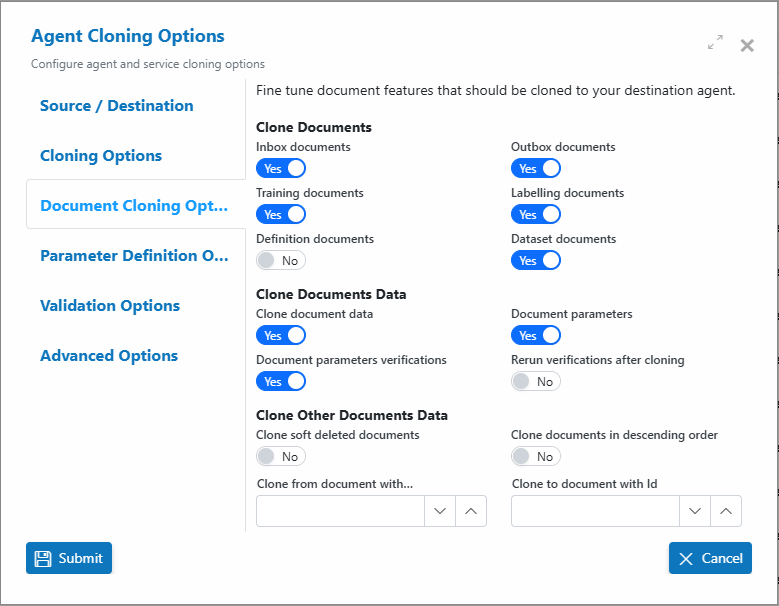 Agent Cloning Options
Configure agent and service cloning options
Source / Destination
Cloning Options
Document Cloning Opt...
Parameter Definition O...
Validation Options
Advanced Options
Fine tune document features that should be cloned to your destination agent.
Clone Documents
Inbox documents
Yes
Outbox documents
Yes
Training documents
Yes
Labelling documents
Yes
Definition documents
No
Dataset documents
Yes
Clone Documents Data
Clone document data
Yes
Document parameters
Yes
Document parameters verifications
Yes
Rerun verifications after cloning
No
Clone Other Documents Data
Clone soft deleted documents
No
Clone documents in descending order
No
Clone from document with...
Clone to document with Id
Submit
Cancel